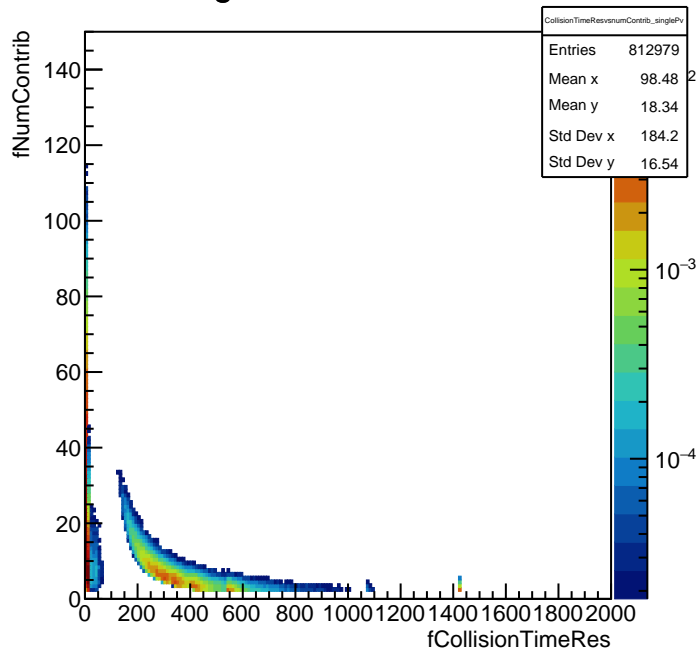 g
CollisionTimeResvsnumContrib_singlePv
Entries 812979
Mean x 98.48
Mean y 18.34
Std Dev x 184.2
Std Dev y 16.54
2
10−3
10−4
fNumContrib
140
120
100
80
60
40
20
0
0 200 400 600 800 1000 1200 1400 1600 1800 2000
fCollisionTimeRes